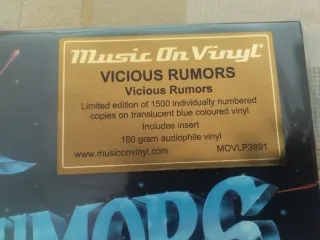 Music On Vinyl®
VICIOUS RUMORS
Vicious Rumors
Limited edition of 1500 individually numbered
copies on translucent blue coloured vinyl
Includes insert
180 gram audiophile vinyl
www.musiconvinyl.com MOVLP3891
RUMORS